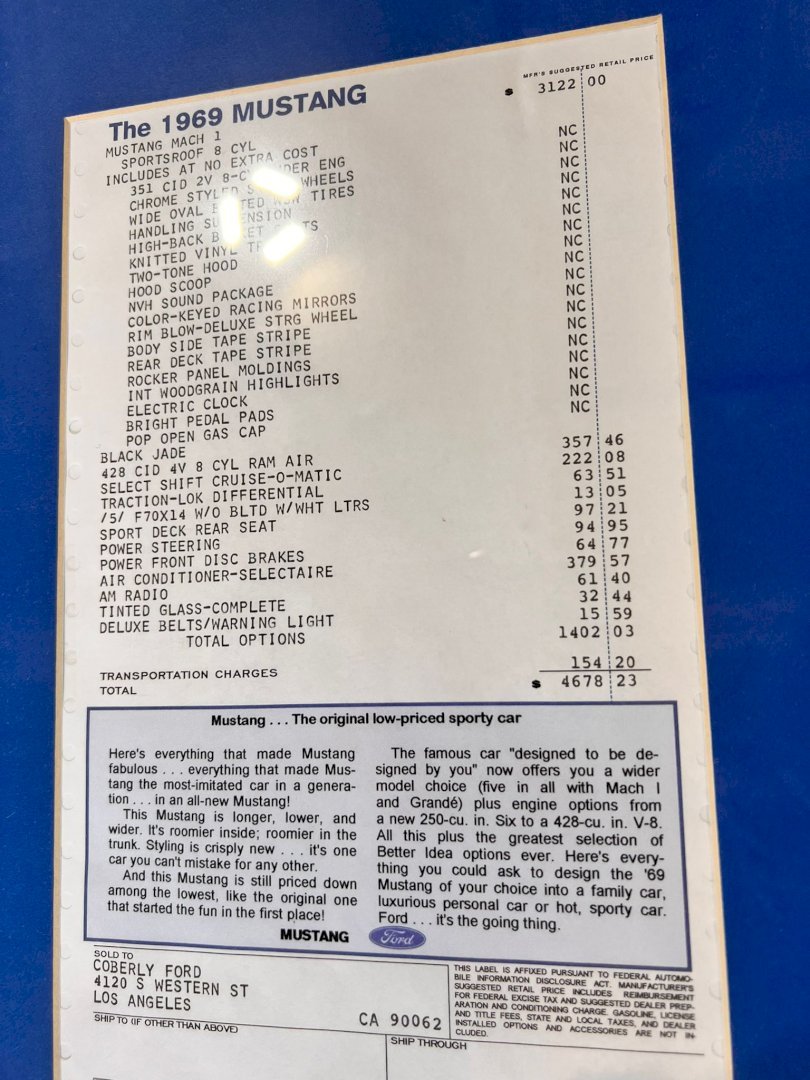 MFR'S SUGGESTED RETAIL PRICE
The 1969 MUSTANG
$ 3122 00
MUSTANG MACH 1
SPORTSROOF 8 CYL
INCLUDES AT NO EXTRA COST
351 CID 2V 8-CYLINDER ENG NC
CHROME STYLED WHEELS NC
WIDE OVAL TIRES NC
HANDLING SUSPENSION NC
HIGH-BACK BUCKET SEATS NC
KNITTED VINYL NC
TWO-TONE HOOD NC
HOOD SCOOP NC
NVH SOUND PACKAGE NC
COLOR-KEYED RACING MIRRORS NC
RIM BLOW-DELUXE STRG WHEEL NC
BODY SIDE TAPE STRIPE NC
REAR DECK TAPE STRIPE NC
ROCKER PANEL MOLDINGS NC
INT WOODGRAIN HIGHLIGHTS NC
ELECTRIC CLOCK NC
BRIGHT PEDAL PADS NC
POP OPEN GAS CAP NC
BLACK JADE
428 CID 4V 8 CYL RAM AIR 357 46
SELECT SHIFT CRUISE-O-MATIC 222 08
TRACTION-LOK DIFFERENTIAL 63 51
/5/ F70X14 W/O BLTD W/WHT LTRS 13 05
SPORT DECK REAR SEAT 97 21
POWER STEERING 94 95
POWER FRONT DISC BRAKES 64 77
AIR CONDITIONER-SELECTAIRE 379 57
AM RADIO 61 40
TINTED GLASS-COMPLETE 32 44
DELUXE BELTS/WARNING LIGHT 15 59
TOTAL OPTIONS 1402 03
TRANSPORTATION CHARGES 154 20
TOTAL $ 4678 23
Mustang . . . The original low-priced sporty car
Here's everything that made Mustang
fabulous . . . everything that made Mus-
tang the most-imitated car in a genera-
tion . . . in an all-new Mustang!
This Mustang is longer, lower, and
wider. It's roomier inside; roomier in the
trunk. Styling is crisply new . . . it's one
car you can't mistake for any other.
And this Mustang is still priced down
among the lowest, like the original one
that started the fun in the first place!
The famous car "designed to be de-
signed by you" now offers you a wider
model choice (five in all with Mach I
and Grandé) plus engine options from
a new 250-cu. in. Six to a 428-cu. in. V-8.
All this plus the greatest selection of
Better Idea options ever. Here's every-
thing you could ask to design the '69
Mustang of your choice into a family car,
luxurious personal car or hot, sporty car.
Ford . . . it's the going thing.
MUSTANG Ford
SOLD TO
COBERLY FORD
4120 S WESTERN ST
LOS ANGELES
CA 90062
THIS LABEL IS AFFIXED PURSUANT TO FEDERAL AUTOMO-
BILE INFORMATION DISCLOSURE ACT. MANUFACTURER'S
SUGGESTED RETAIL PRICE INCLUDES REIMBURSEMENT
FOR FEDERAL EXCISE TAX AND SUGGESTED DEALER PREP-
ARATION AND CONDITIONING CHARGE. GASOLINE, LICENSE
AND TITLE FEES, STATE AND LOCAL TAXES, AND DEALER
INSTALLED OPTIONS AND ACCESSORIES ARE NOT IN-
CLUDED.
SHIP TO (IF OTHER THAN ABOVE)
SHIP THROUGH